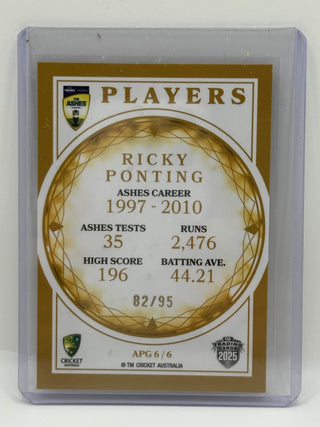 THE
ASHES
PLAYERS
RICKY
PONTING
ASHES CAREER
1997 - 2010
ASHES TESTS RUNS
35 2,476
HIGH SCORE BATTING AVE.
196 44.21
82/95
CRICKET
AUSTRALIA
APG 6 / 6
TRADING
CARDS
2025
© TM CRICKET AUSTRALIA